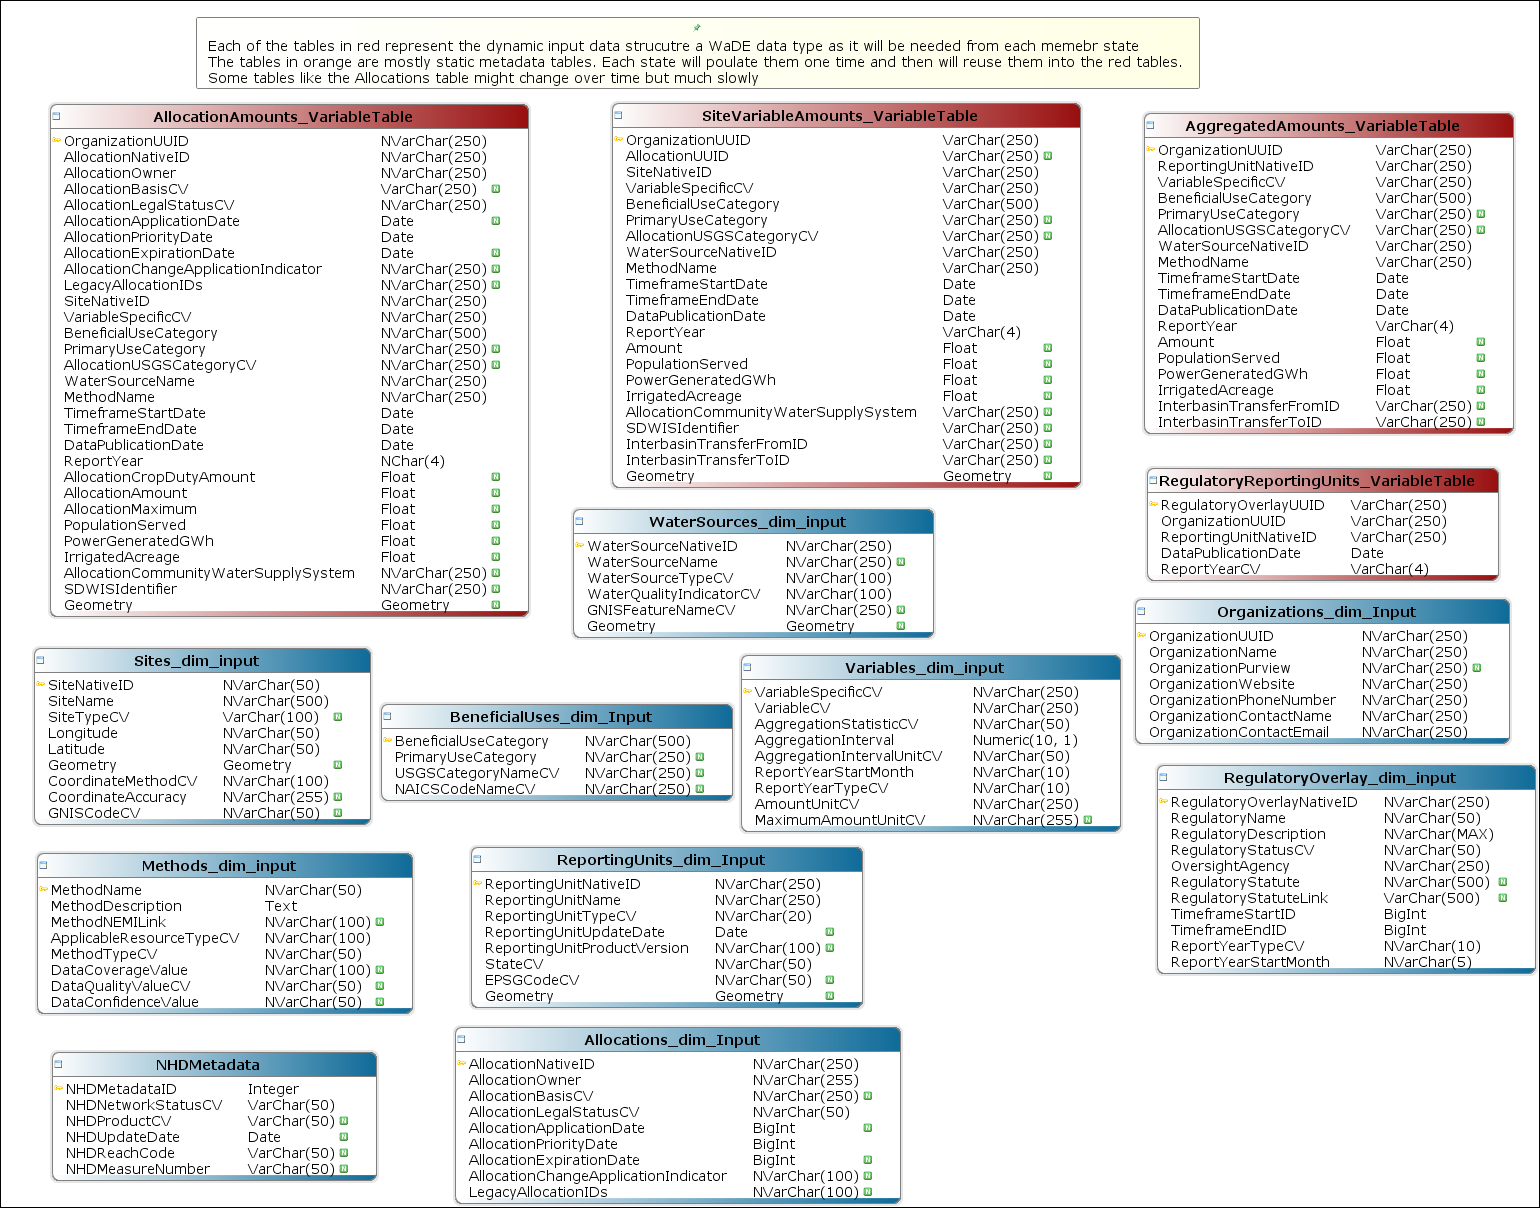 Each of the tables in red represent the dynamic input data strucutre a WaDE data type as it will be needed from each memebr state
The tables in orange are mostly static metadata tables. Each state will poulate them one time and then will reuse them into the red tables.
Some tables like the Allocations table might change over time but much slowly
AllocationAmounts_VariableTable
OrganizationUUID NVarChar(250)
AllocationNativeID NVarChar(250)
AllocationOwner NVarChar(250)
AllocationBasisCV VarChar(250) N
AllocationLegalStatusCV NVarChar(250)
AllocationApplicationDate Date N
AllocationPriorityDate Date
AllocationExpirationDate Date N
AllocationChangeApplicationIndicator NVarChar(250) N
LegacyAllocationIDs NVarChar(250) N
SiteNativeID NVarChar(250)
VariableSpecificCV NVarChar(250)
BeneficialUseCategory NVarChar(500)
PrimaryUseCategory NVarChar(250) N
AllocationUSGSCategoryCV NVarChar(250) N
WaterSourceName NVarChar(250)
MethodName NVarChar(250)
TimeframeStartDate Date
TimeframeEndDate Date
DataPublicationDate Date
ReportYear NChar(4)
AllocationCropDutyAmount Float N
AllocationAmount Float N
AllocationMaximum Float N
PopulationServed Float N
PowerGeneratedGWh Float N
IrrigatedAcreage Float N
AllocationCommunityWaterSupplySystem NVarChar(250) N
SDWISIdentifier NVarChar(250) N
Geometry Geometry N
SiteVariableAmounts_VariableTable
OrganizationUUID VarChar(250)
AllocationUUID VarChar(250) N
SiteNativeID VarChar(250)
VariableSpecificCV VarChar(250)
BeneficialUseCategory VarChar(500)
PrimaryUseCategory VarChar(250) N
AllocationUSGSCategoryCV VarChar(250) N
WaterSourceNativeID VarChar(250)
MethodName VarChar(250)
TimeframeStartDate Date
TimeframeEndDate Date
DataPublicationDate Date
ReportYear VarChar(4)
Amount Float N
PopulationServed Float N
PowerGeneratedGWh Float N
IrrigatedAcreage Float N
AllocationCommunityWaterSupplySystem VarChar(250) N
SDWISIdentifier VarChar(250) N
InterbasinTransferFromID VarChar(250) N
InterbasinTransferToID VarChar(250) N
Geometry Geometry N
AggregatedAmounts_VariableTable
OrganizationUUID VarChar(250)
ReportingUnitNativeID VarChar(250)
VariableSpecificCV VarChar(250)
BeneficialUseCategory VarChar(500)
PrimaryUseCategory VarChar(250) N
AllocationUSGSCategoryCV VarChar(250) N
WaterSourceNativeID VarChar(250)
MethodName VarChar(250)
TimeframeStartDate Date
TimeframeEndDate Date
DataPublicationDate Date
ReportYear VarChar(4)
Amount Float N
PopulationServed Float N
PowerGeneratedGWh Float N
IrrigatedAcreage Float N
InterbasinTransferFromID VarChar(250) N
InterbasinTransferToID VarChar(250) N
RegulatoryReportingUnits_VariableTable
RegulatoryOverlayUUID VarChar(250)
OrganizationUUID VarChar(250)
ReportingUnitNativeID VarChar(250)
DataPublicationDate Date
ReportYearCV VarChar(4)
WaterSources_dim_input
WaterSourceNativeID NVarChar(250)
WaterSourceName NVarChar(250) N
WaterSourceTypeCV NVarChar(100)
WaterQualityIndicatorCV NVarChar(100)
GNISFeatureNameCV NVarChar(250) N
Geometry Geometry N
Organizations_dim_Input
OrganizationUUID NVarChar(250)
OrganizationName NVarChar(250)
OrganizationPurview NVarChar(250) N
OrganizationWebsite NVarChar(250)
OrganizationPhoneNumber NVarChar(250)
OrganizationContactName NVarChar(250)
OrganizationContactEmail NVarChar(250)
Sites_dim_input
SiteNativeID NVarChar(50)
SiteName NVarChar(500)
SiteTypeCV VarChar(100) N
Longitude NVarChar(50)
Latitude NVarChar(50)
Geometry Geometry N
CoordinateMethodCV NVarChar(100)
CoordinateAccuracy NVarChar(255) N
GNISCodeCV NVarChar(50) N
BeneficialUses_dim_Input
BeneficialUseCategory NVarChar(500)
PrimaryUseCategory NVarChar(250) N
USGSCategoryNameCV NVarChar(250) N
NAICSCodeNameCV NVarChar(250) N
Variables_dim_input
VariableSpecificCV NVarChar(250)
VariableCV NVarChar(250)
AggregationStatisticCV NVarChar(50)
AggregationInterval Numeric(10, 1)
AggregationIntervalUnitCV NVarChar(50)
ReportYearStartMonth NVarChar(10)
ReportYearTypeCV NVarChar(10)
AmountUnitCV NVarChar(250)
MaximumAmountUnitCV NVarChar(255) N
RegulatoryOverlay_dim_input
RegulatoryOverlayNativeID NVarChar(250)
RegulatoryName NVarChar(50)
RegulatoryDescription NVarChar(MAX)
RegulatoryStatusCV NVarChar(50)
OversightAgency NVarChar(250)
RegulatoryStatute NVarChar(500) N
RegulatoryStatuteLink VarChar(500) N
TimeframeStartID BigInt
TimeframeEndID BigInt
ReportYearTypeCV NVarChar(10)
ReportYearStartMonth NVarChar(5)
Methods_dim_input
MethodName NVarChar(50)
MethodDescription Text
MethodNEMILink NVarChar(100) N
ApplicableResourceTypeCV NVarChar(100)
MethodTypeCV NVarChar(50)
DataCoverageValue NVarChar(100) N
DataQualityValueCV NVarChar(50) N
DataConfidenceValue NVarChar(50) N
ReportingUnits_dim_Input
ReportingUnitNativeID NVarChar(250)
ReportingUnitName NVarChar(250)
ReportingUnitTypeCV NVarChar(20)
ReportingUnitUpdateDate Date N
ReportingUnitProductVersion NVarChar(100) N
StateCV NVarChar(50)
EPSGCodeCV NVarChar(50) N
Geometry Geometry N
NHDMetadata
NHDMetadataID Integer
NHDNetworkStatusCV VarChar(50)
NHDProductCV VarChar(50) N
NHDUpdateDate Date N
NHDReachCode VarChar(50) N
NHDMeasureNumber VarChar(50) N
Allocations_dim_Input
AllocationNativeID NVarChar(250)
AllocationOwner NVarChar(255)
AllocationBasisCV NVarChar(250) N
AllocationLegalStatusCV NVarChar(50)
AllocationApplicationDate BigInt N
AllocationPriorityDate BigInt
AllocationExpirationDate BigInt N
AllocationChangeApplicationIndicator NVarChar(100) N
LegacyAllocationIDs NVarChar(100) N